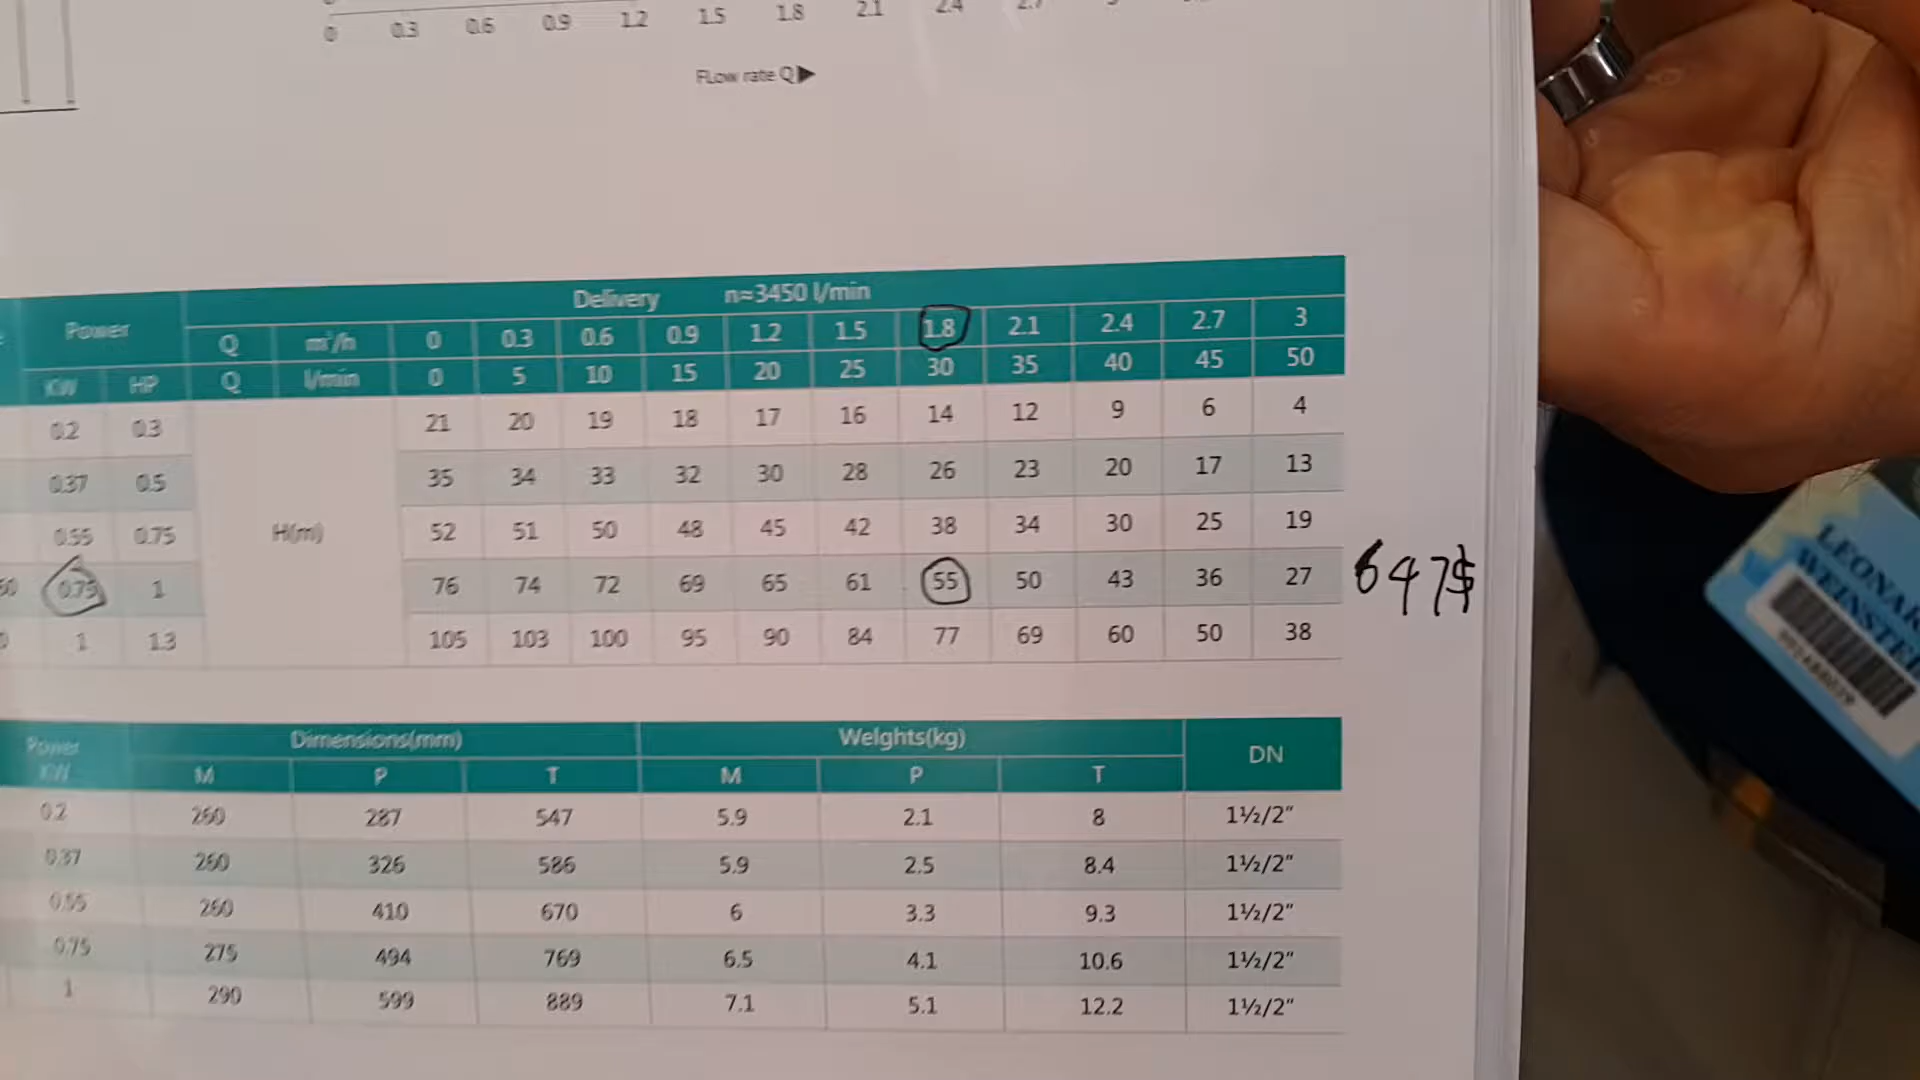 0 0.3 0.6 0.9 1.2 1.5 1.8 2.1 2.4 2.7
FLow rate Q▶
Power Delivery n≈3450 l/min
Q m³/h 0 0.3 0.6 0.9 1.2 1.5 1.8 2.1 2.4 2.7 3
KW HP Q l/min 0 5 10 15 20 25 30 35 40 45 50
0.2 0.3 21 20 19 18 17 16 14 12 9 6 4
0.37 0.5 35 34 33 32 30 28 26 23 20 17 13
0.55 0.75 H(m) 52 51 50 48 45 42 38 34 30 25 19
0.75 1 76 74 72 69 65 61 55 50 43 36 27 647$
1 1.3 105 103 100 95 90 84 77 69 60 50 38
Power KW Dimensions(mm) Weights(kg) DN
M P T M P T
0.2 260 287 547 5.9 2.1 8 1½/2"
0.37 260 326 586 5.9 2.5 8.4 1½/2"
0.55 260 410 670 6 3.3 9.3 1½/2"
0.75 275 494 769 6.5 4.1 10.6 1½/2"
1 290 599 889 7.1 5.1 12.2 1½/2"
LEONAR
WEINSTE